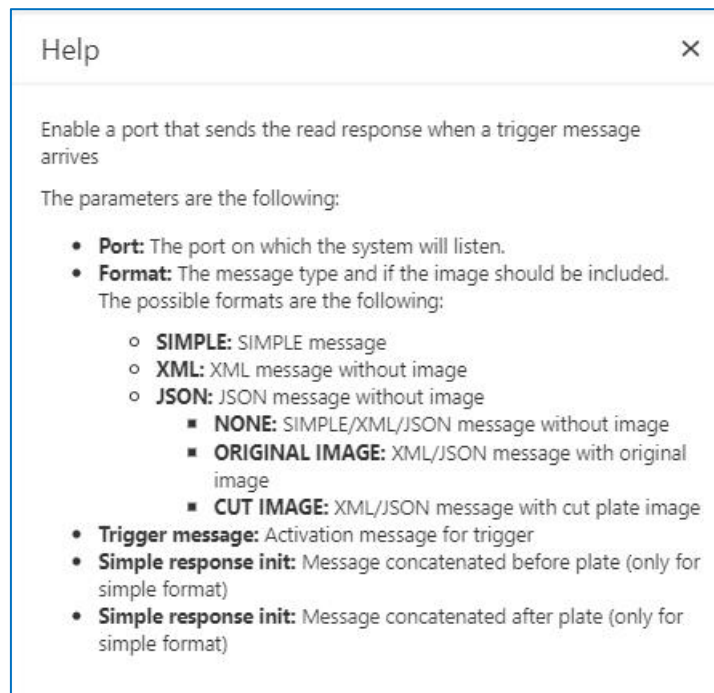 Help
×
Enable a port that sends the read response when a trigger message
arrives
The parameters are the following:
• Port: The port on which the system will listen.
• Format: The message type and if the image should be included.
The possible formats are the following:
○ SIMPLE: SIMPLE message
○ XML: XML message without image
○ JSON: JSON message without image
▪ NONE: SIMPLE/XML/JSON message without image
▪ ORIGINAL IMAGE: XML/JSON message with original
image
▪ CUT IMAGE: XML/JSON message with cut plate image
• Trigger message: Activation message for trigger
• Simple response init: Message concatenated before plate (only for
simple format)
• Simple response init: Message concatenated after plate (only for
simple format)